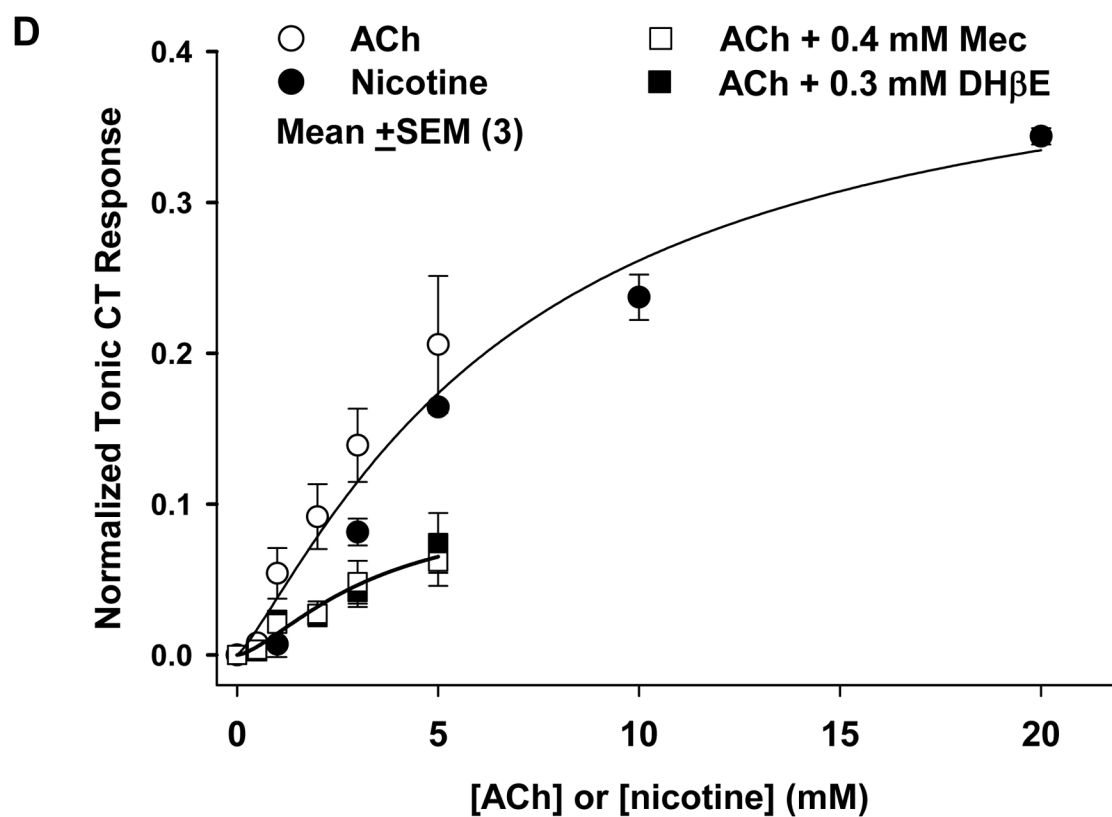 D
ACh
Nicotine
Mean ±SEM (3)
ACh + 0.4 mM Mec
ACh + 0.3 mM DHβE
Normalized Tonic CT Response
0.4
0.3
0.2
0.1
0.0
0 5 10 15 20
[ACh] or [nicotine] (mM)